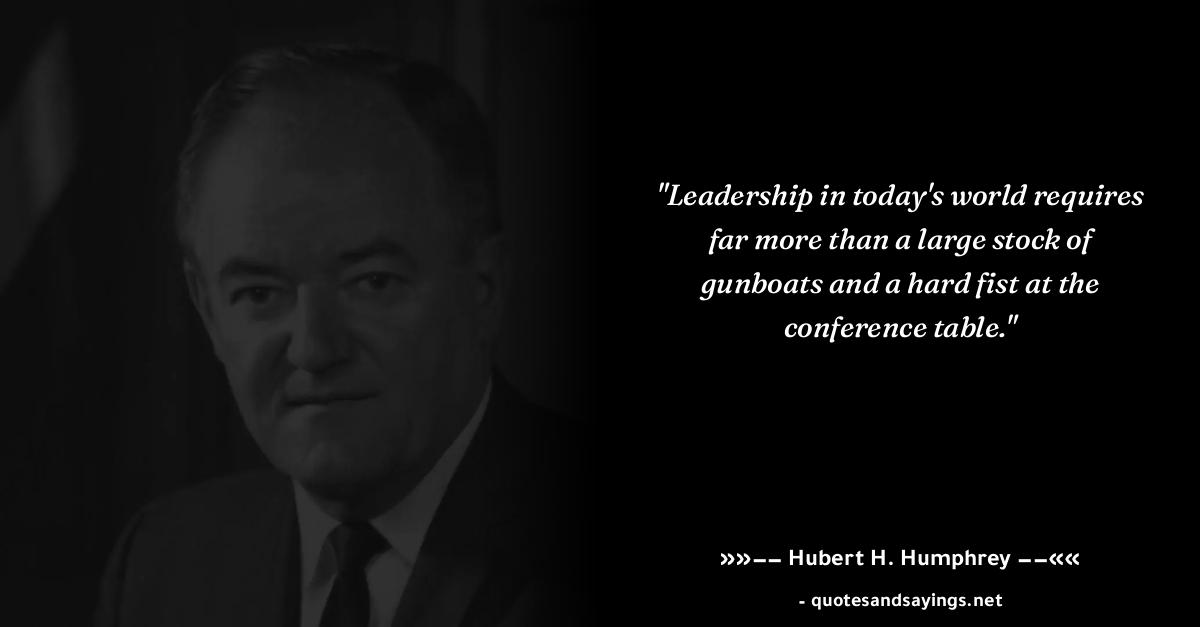 "Leadership in today's world requires
far more than a large stock of
gunboats and a hard fist at the
conference table."
»»–– Hubert H. Humphrey ––««
- quotesandsayings.net